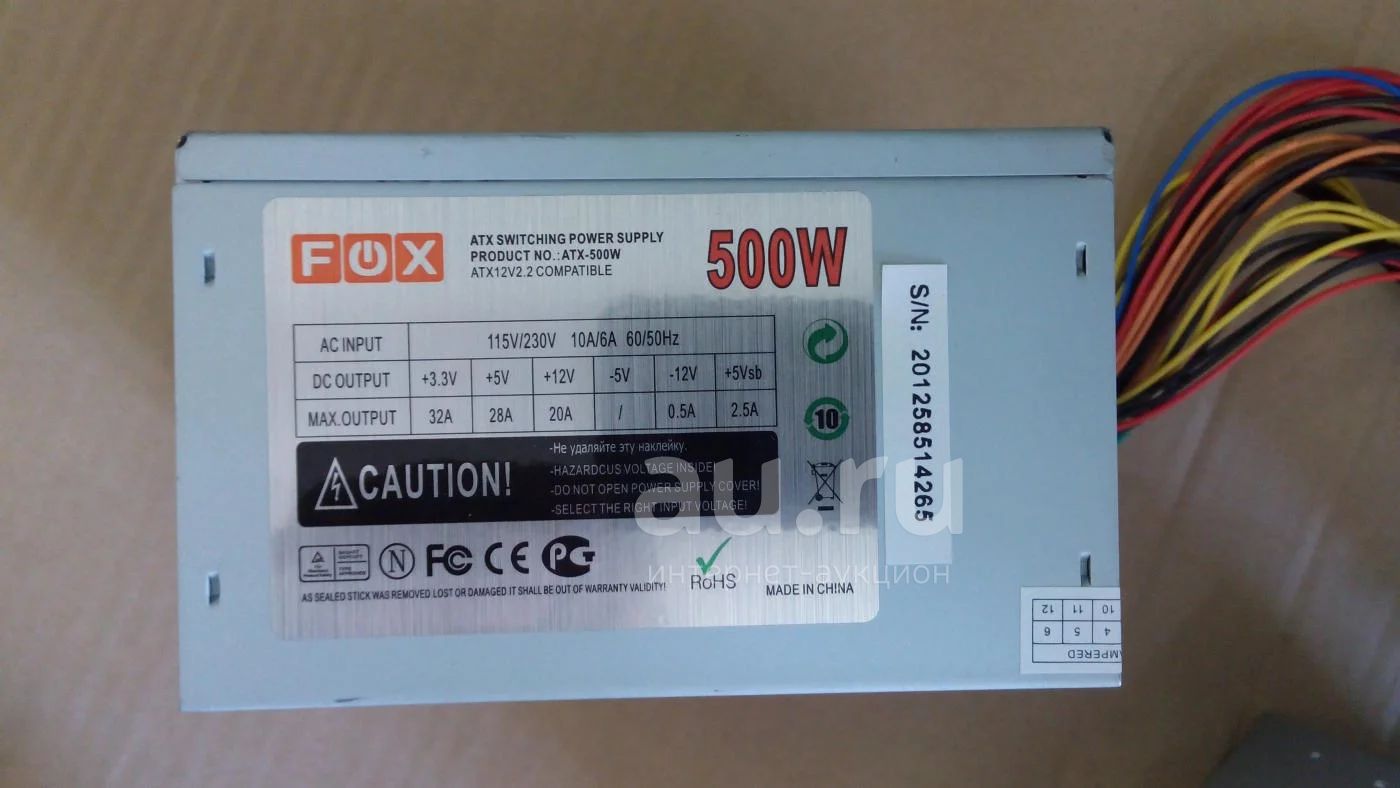 FOX
ATX SWITCHING POWER SUPPLY
PRODUCT NO.: ATX-500W
ATX12V2.2 COMPATIBLE
500W
AC INPUT 115V/230V 10A/6A 60/50Hz
DC OUTPUT +3.3V +5V +12V -5V -12V +5Vsb
MAX.OUTPUT 32A 28A 20A / 0.5A 2.5A
10
CAUTION!
-Не удаляйте эту наклейку.
-HAZARDCUS VOLTAGE INSIDE!
-DO NOT OPEN POWER SUPPLY COVER!
-SELECT THE RIGHT INPUT VOLTAGE!
N FC CE РСТ
RoHS
AS SEALED STICK WAS REMOVED LOST OR DAMAGED IT SHALL BE OUT OF WARRANTY VALIDITY!
MADE IN CHINA
S/N: 201258514265
au.ru
интернет-аукцион
AMPERED
4 5 6
10 11 12